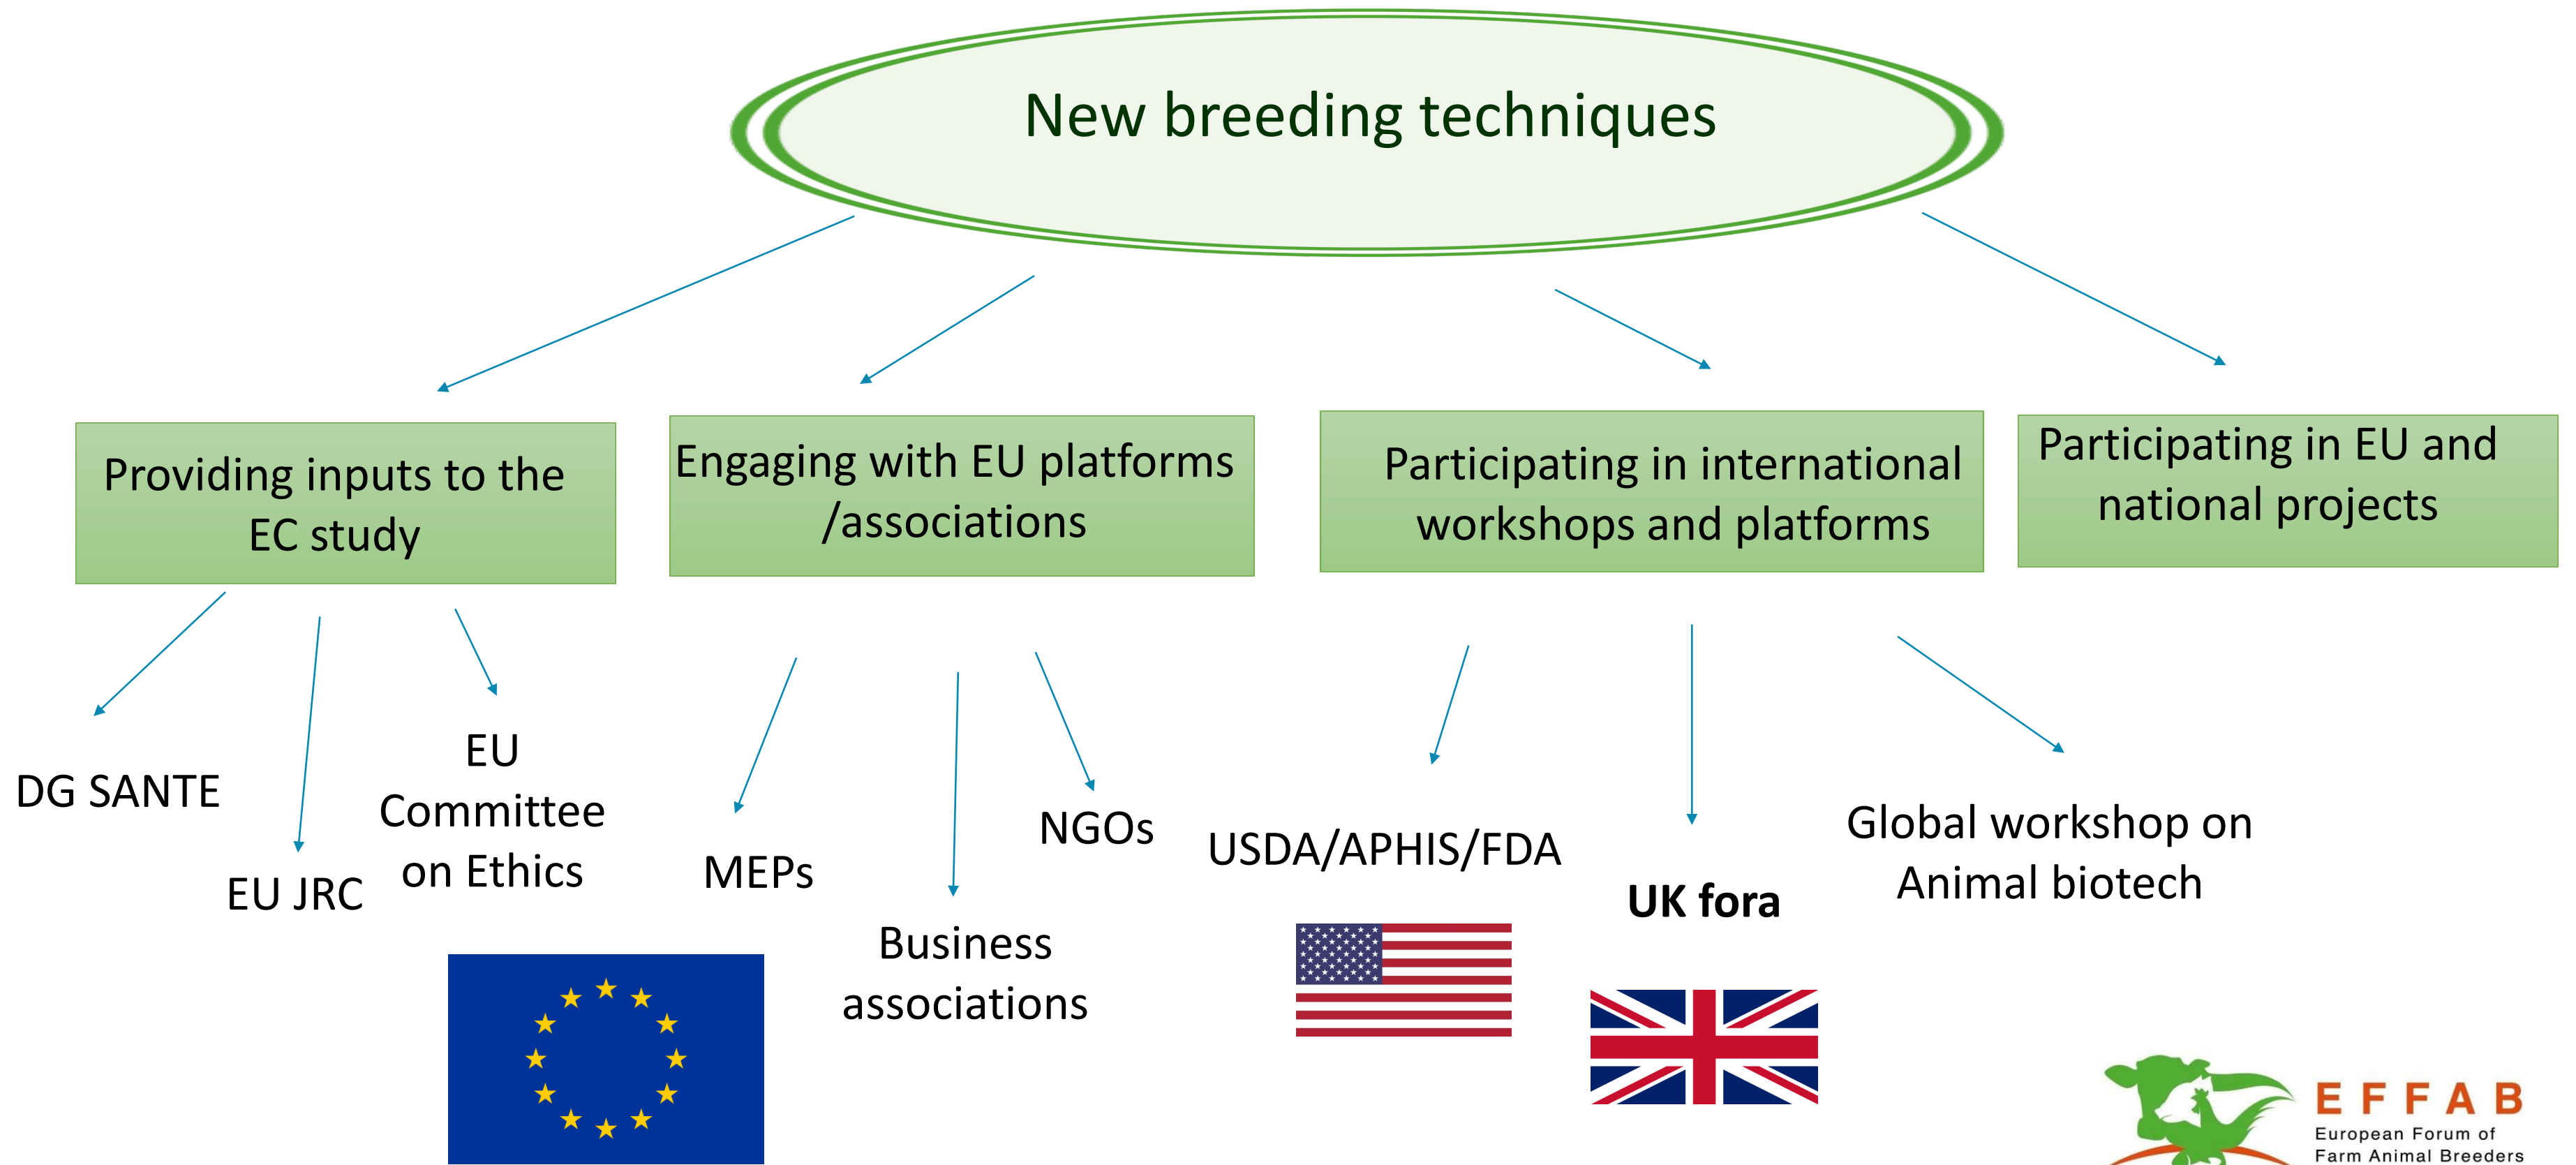 New breeding techniques
Providing inputs to the
EC study
Engaging with EU platforms
/associations
Participating in international
workshops and platforms
Participating in EU and
national projects
DG SANTE
EU JRC
EU
Committee
on Ethics
MEPs
Business
associations
NGOs
USDA/APHIS/FDA
UK fora
Global workshop on
Animal biotech
EFFAB
European Forum of
Farm Animal Breeders